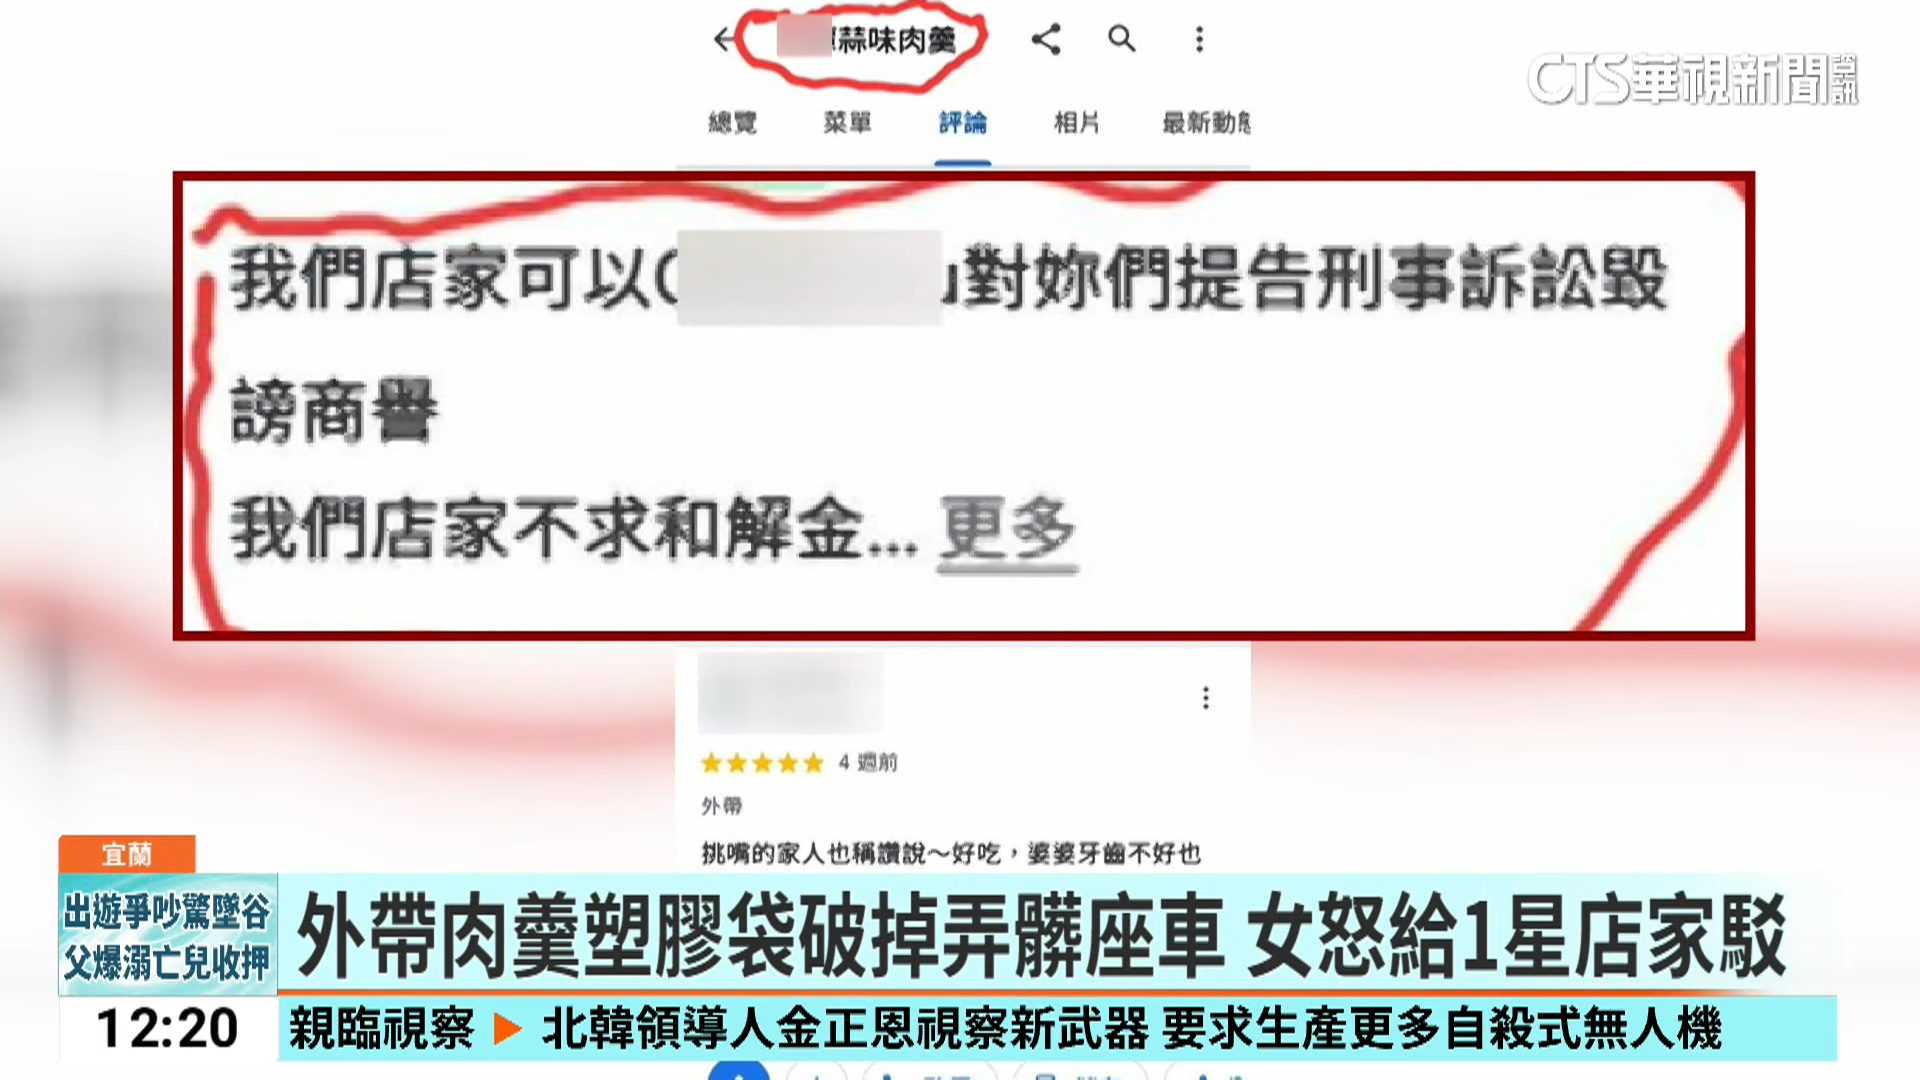 蒜味肉羹
CTS華視新聞資訊
總覽 菜單 評論 相片 最新動態
我們店家可以 對妳們提告刑事訴訟毀
謗商譽
我們店家不求和解金... 更多
4 週前
外帶
挑嘴的家人也稱讚說～好吃，婆婆牙齒不好也
宜蘭
出遊爭吵驚墜谷
父爆溺亡兒收押
外帶肉羹塑膠袋破掉弄髒座車 女怒給1星店家駁
12:20
親臨視察 ▶ 北韓領導人金正恩視察新武器 要求生產更多自殺式無人機